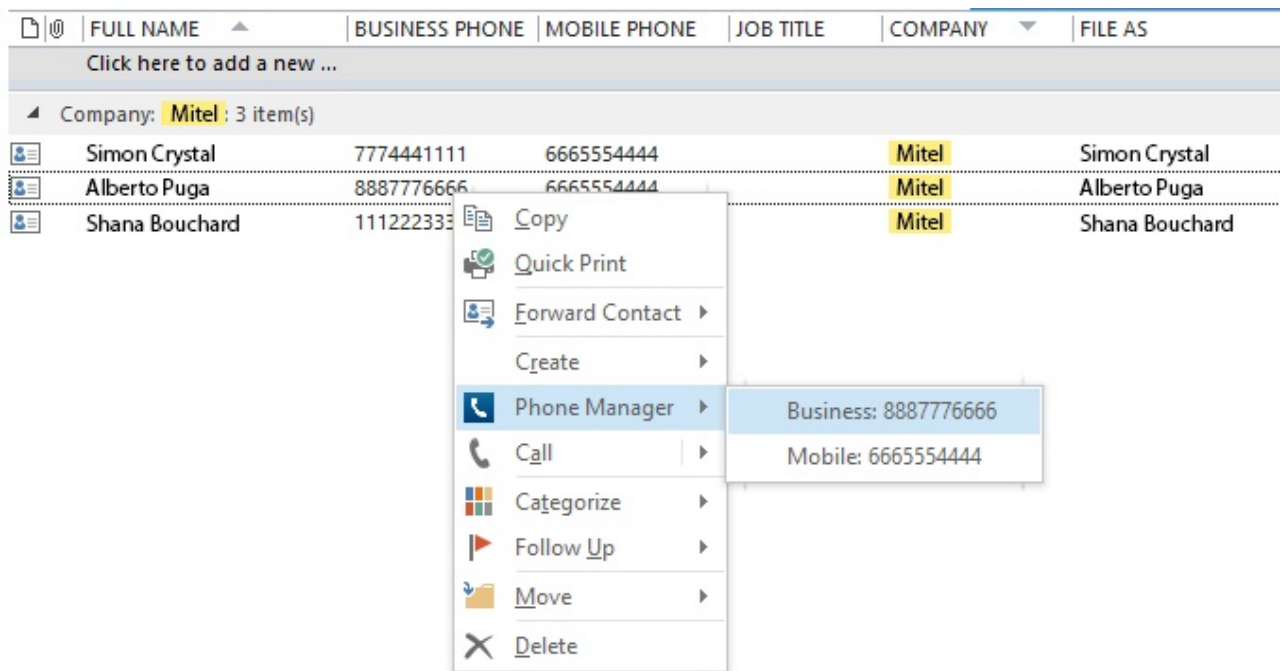 FULL NAME BUSINESS PHONE MOBILE PHONE JOB TITLE COMPANY FILE AS
Click here to add a new ...
Company: Mitel : 3 item(s)
Simon Crystal 7774441111 6665554444 Mitel Simon Crystal
Alberto Puga 8887776666 6665554444 Mitel Alberto Puga
Shana Bouchard 111222333 Mitel Shana Bouchard
Copy
Quick Print
Forward Contact
Create
Phone Manager
Business: 8887776666
Call
Mobile: 6665554444
Categorize
Follow Up
Move
Delete